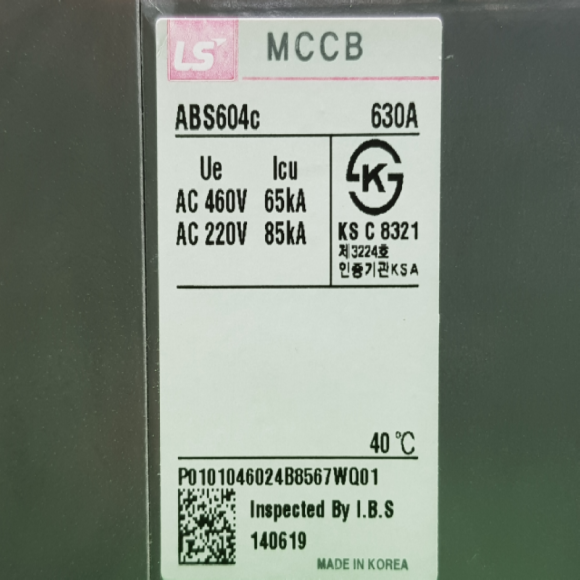 LS
MCCB
ABS604c 630A
Ue Icu
AC 460V 65kA
AC 220V 85kA
K
KS C 8321
제3224호
인증기관KSA
40℃
P0101046024B8567WQ01
Inspected By I.B.S
140619
MADE IN KOREA